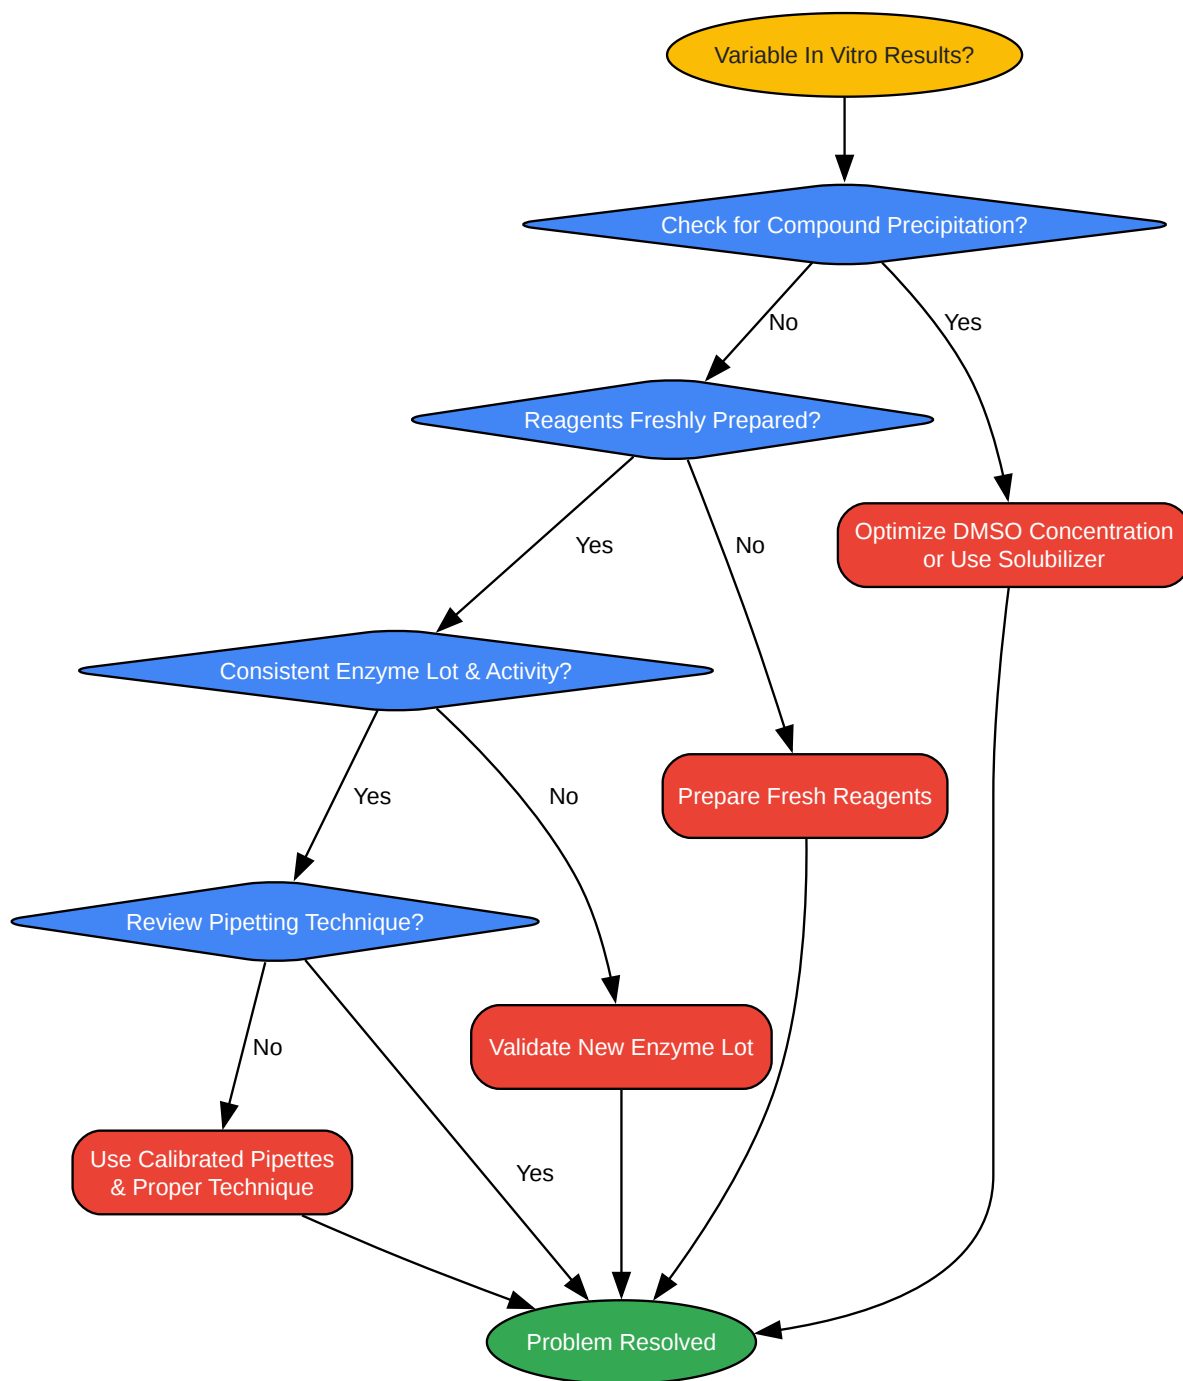 Variable In Vitro Results?
Check for Compound Precipitation?
No
Yes
Reagents Freshly Prepared?
Optimize DMSO Concentration
or Use Solubilizer
Yes
No
Consistent Enzyme Lot & Activity?
Prepare Fresh Reagents
Yes
No
Review Pipetting Technique?
Validate New Enzyme Lot
No
Use Calibrated Pipettes
& Proper Technique
Yes
Problem Resolved